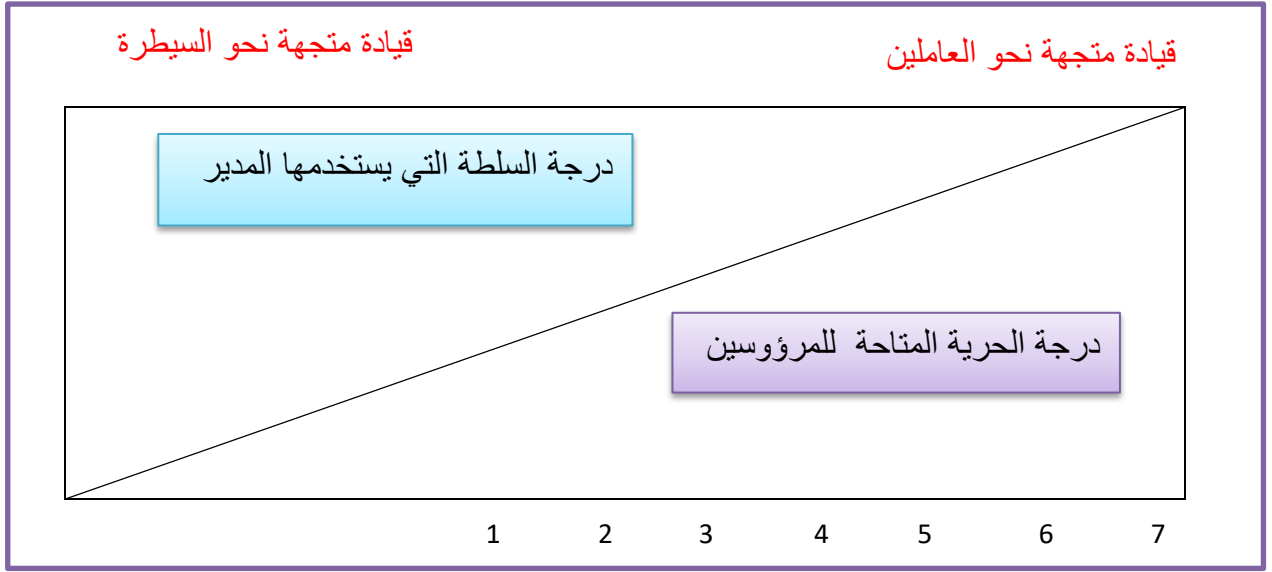 قيادة متجهة نحو العاملين
قيادة متجهة نحو السيطرة
درجة السلطة التي يستخدمها المدير
درجة الحرية المتاحة للمرؤوسين
1 2 3 4 5 6 7